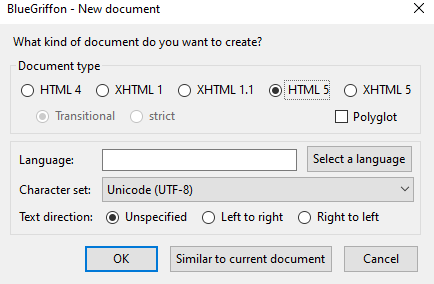 BlueGriffon - New document
What kind of document do you want to create?
Document type
HTML 4 XHTML 1 XHTML 1.1 HTML 5 XHTML 5
Transitional strict Polyglot
Language: Select a language
Character set: Unicode (UTF-8)
Text direction: Unspecified Left to right Right to left
OK Similar to current document Cancel